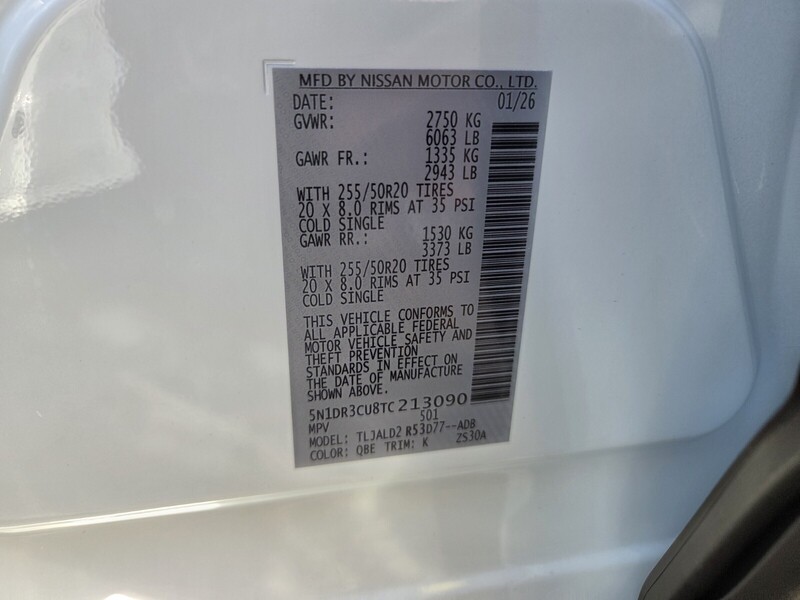 MFD BY NISSAN MOTOR CO., LTD.
DATE: 01/26
GVWR: 2750 KG
6063 LB
GAWR FR.: 1335 KG
2943 LB
WITH 255/50R20 TIRES
20 X 8.0 RIMS AT 35 PSI
COLD SINGLE
GAWR RR.: 1530 KG
3373 LB
WITH 255/50R20 TIRES
20 X 8.0 RIMS AT 35 PSI
COLD SINGLE
THIS VEHICLE CONFORMS TO
ALL APPLICABLE FEDERAL
MOTOR VEHICLE SAFETY AND
THEFT PREVENTION
STANDARDS IN EFFECT ON
THE DATE OF MANUFACTURE
SHOWN ABOVE.
5N1DR3CU8TC213090
MPV 501
MODEL: TLJALD2 R53D77--ADB
COLOR: QBE TRIM: K ZS30A